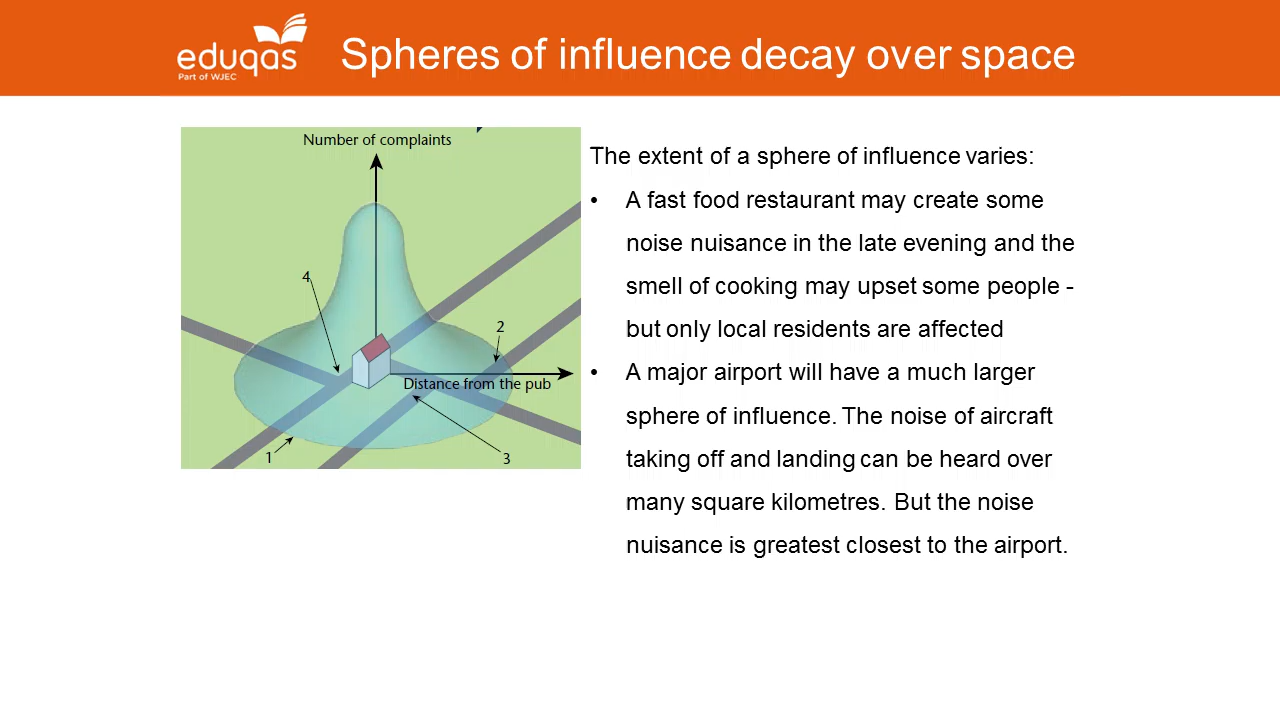 eduqas
Part of WJEC
Spheres of influence decay over space
Number of complaints
4
2
Distance from the pub
1
3
The extent of a sphere of influence varies:
• A fast food restaurant may create some
noise nuisance in the late evening and the
smell of cooking may upset some people -
but only local residents are affected
• A major airport will have a much larger
sphere of influence. The noise of aircraft
taking off and landing can be heard over
many square kilometres. But the noise
nuisance is greatest closest to the airport.